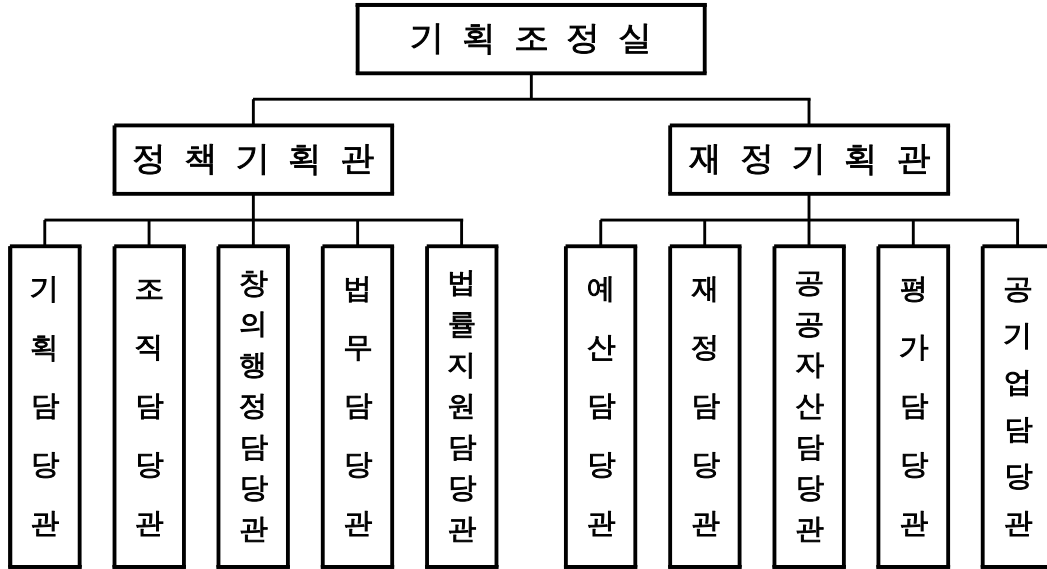 기획조정실
정책기획관
재정기획관
기획담당관
조직담당관
창의행정담당관
법무담당관
법률지원담당관
예산담당관
재정담당관
공공자산담당관
평가담당관
공기업담당관